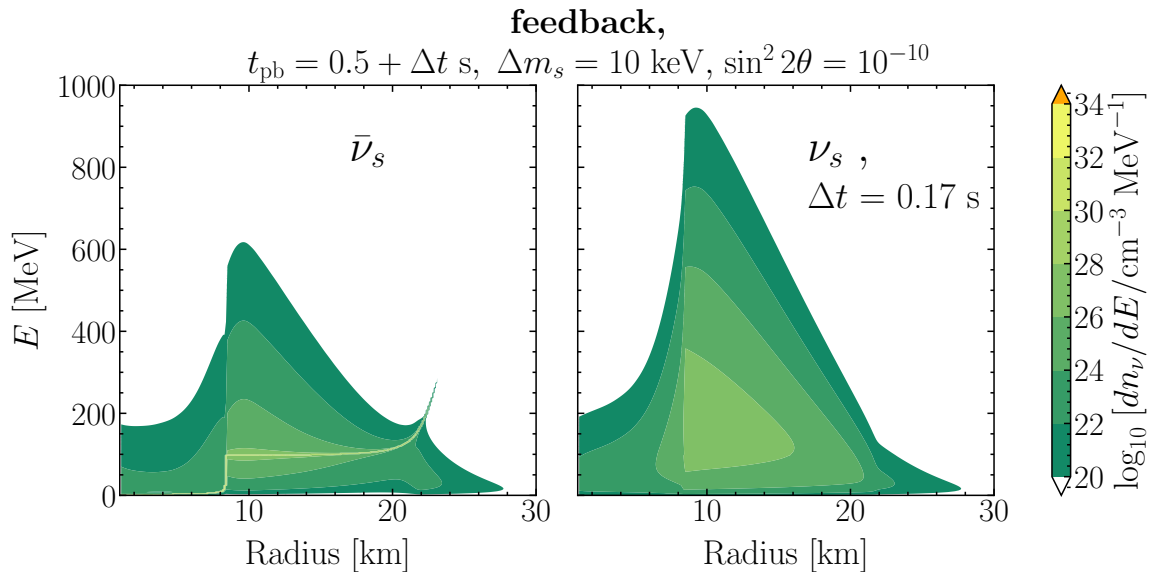 feedback,
t_pb = 0.5 + Δt s, Δm_s = 10 keV, sin² 2θ = 10⁻¹⁰
1000
800
600
400
200
0
E [MeV]
ν̄_s
10
20
30
Radius [km]
ν_s ,
Δt = 0.17 s
10
20
30
Radius [km]
34
32
30
28
26
24
22
20
log₁₀ [dn_ν/dE/cm⁻³ MeV⁻¹]